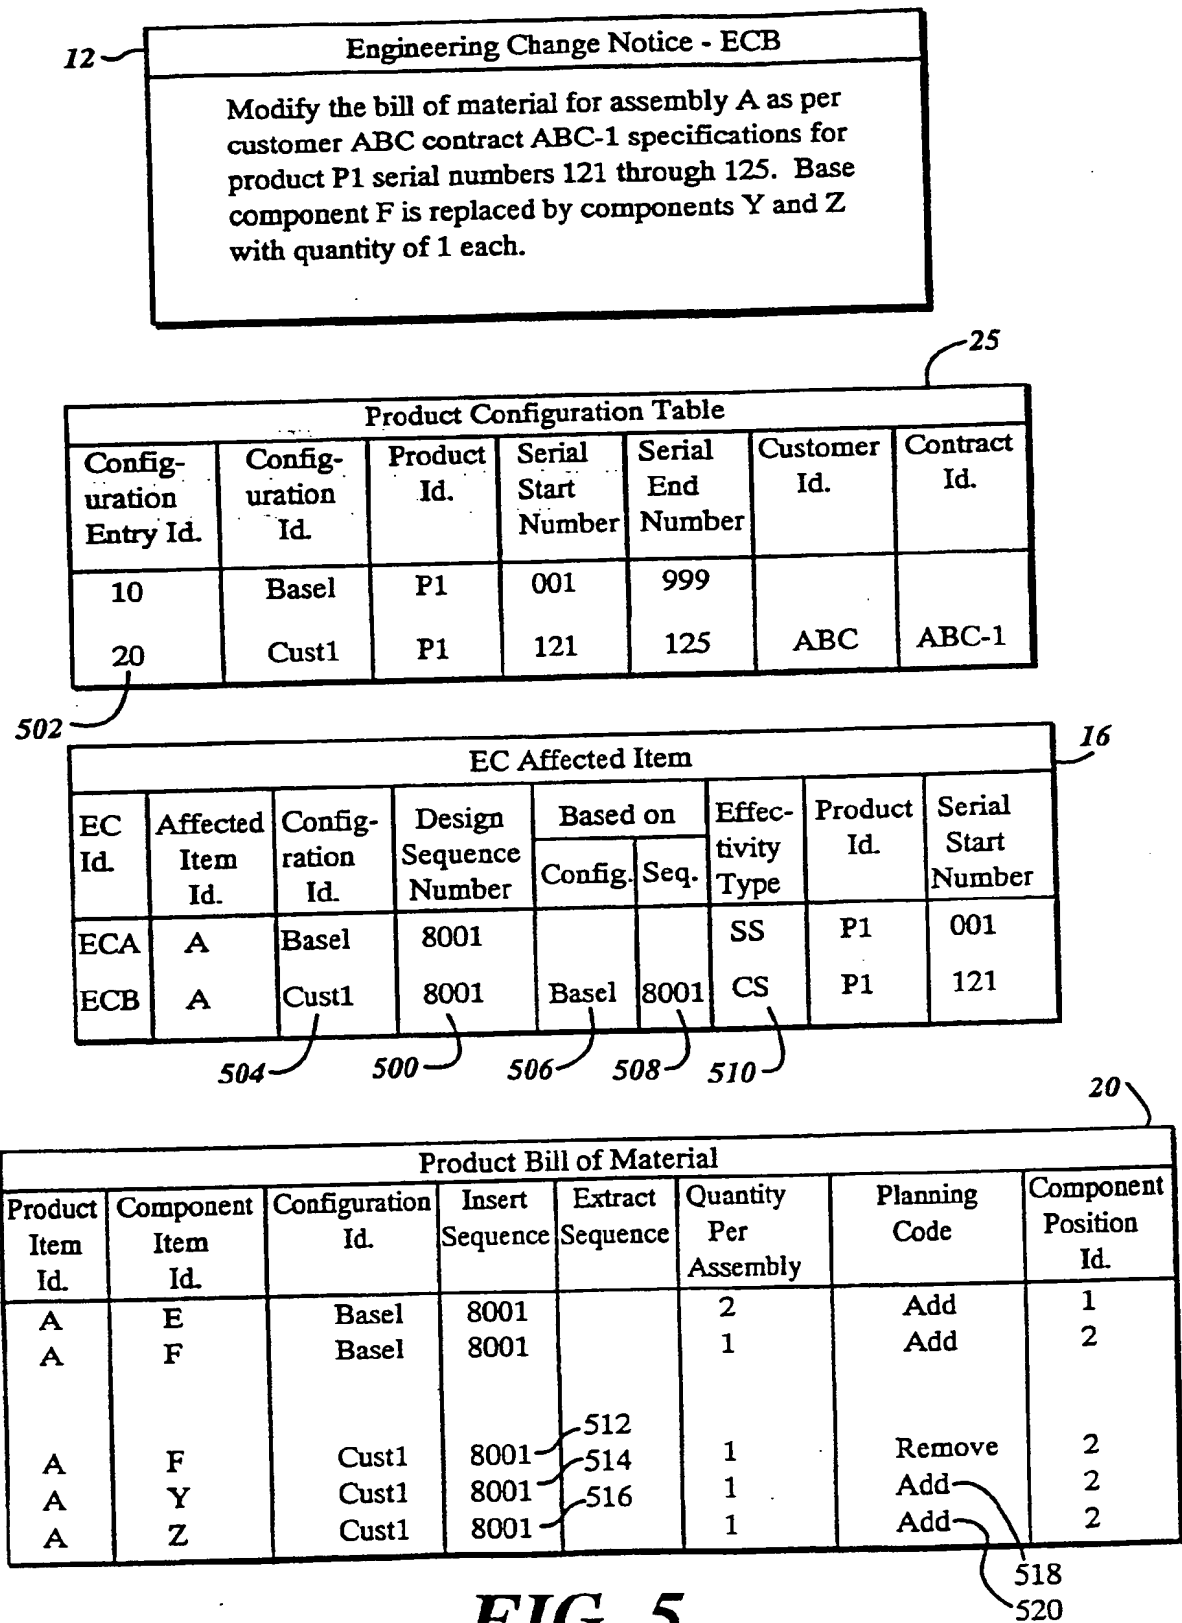 12
Engineering Change Notice - ECB
Modify the bill of material for assembly A as per
customer ABC contract ABC-1 specifications for
product P1 serial numbers 121 through 125. Base
component F is replaced by components Y and Z
with quantity of 1 each.
25
Product Configuration Table
Config- Config- Product Serial Serial Customer Contract
uration uration Id. Start End Id. Id.
Entry Id. Id. Number Number
10 Basel P1 001 999
20 Cust1 P1 121 125 ABC ABC-1
502
16
EC Affected Item
EC Affected Config- Design Based on Effec- Product Serial
Id. Item ration Sequence Config. Seq. tivity Id. Start
Id. Id. Number Type Number
ECA A Basel 8001 SS P1 001
ECB A Cust1 8001 Basel 8001 CS P1 121
504 500 506 508 510
20
Product Bill of Material
Product Component Configuration Insert Extract Quantity Planning Component
Item Item Id. Sequence Sequence Per Code Position
Id. Id. Assembly Id.
A E Basel 8001 2 Add 1
A F Basel 8001 1 Add 2
512
A F Cust1 8001 1 Remove 2
514
A Y Cust1 8001 1 Add 2
516
A Z Cust1 8001 1 Add 2
518
520
FIG. 5